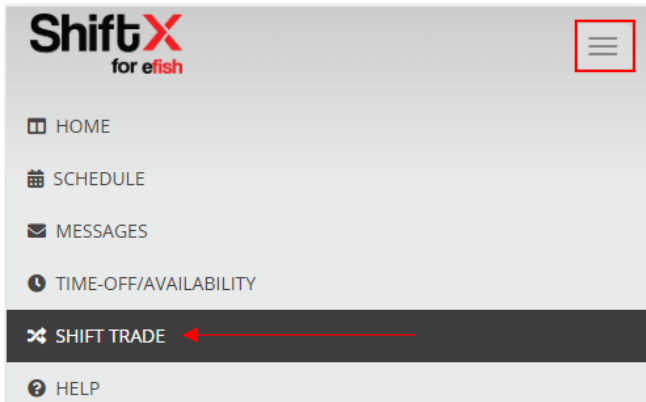 ShiftX
for efish
HOME
SCHEDULE
MESSAGES
TIME-OFF/AVAILABILITY
SHIFT TRADE
HELP